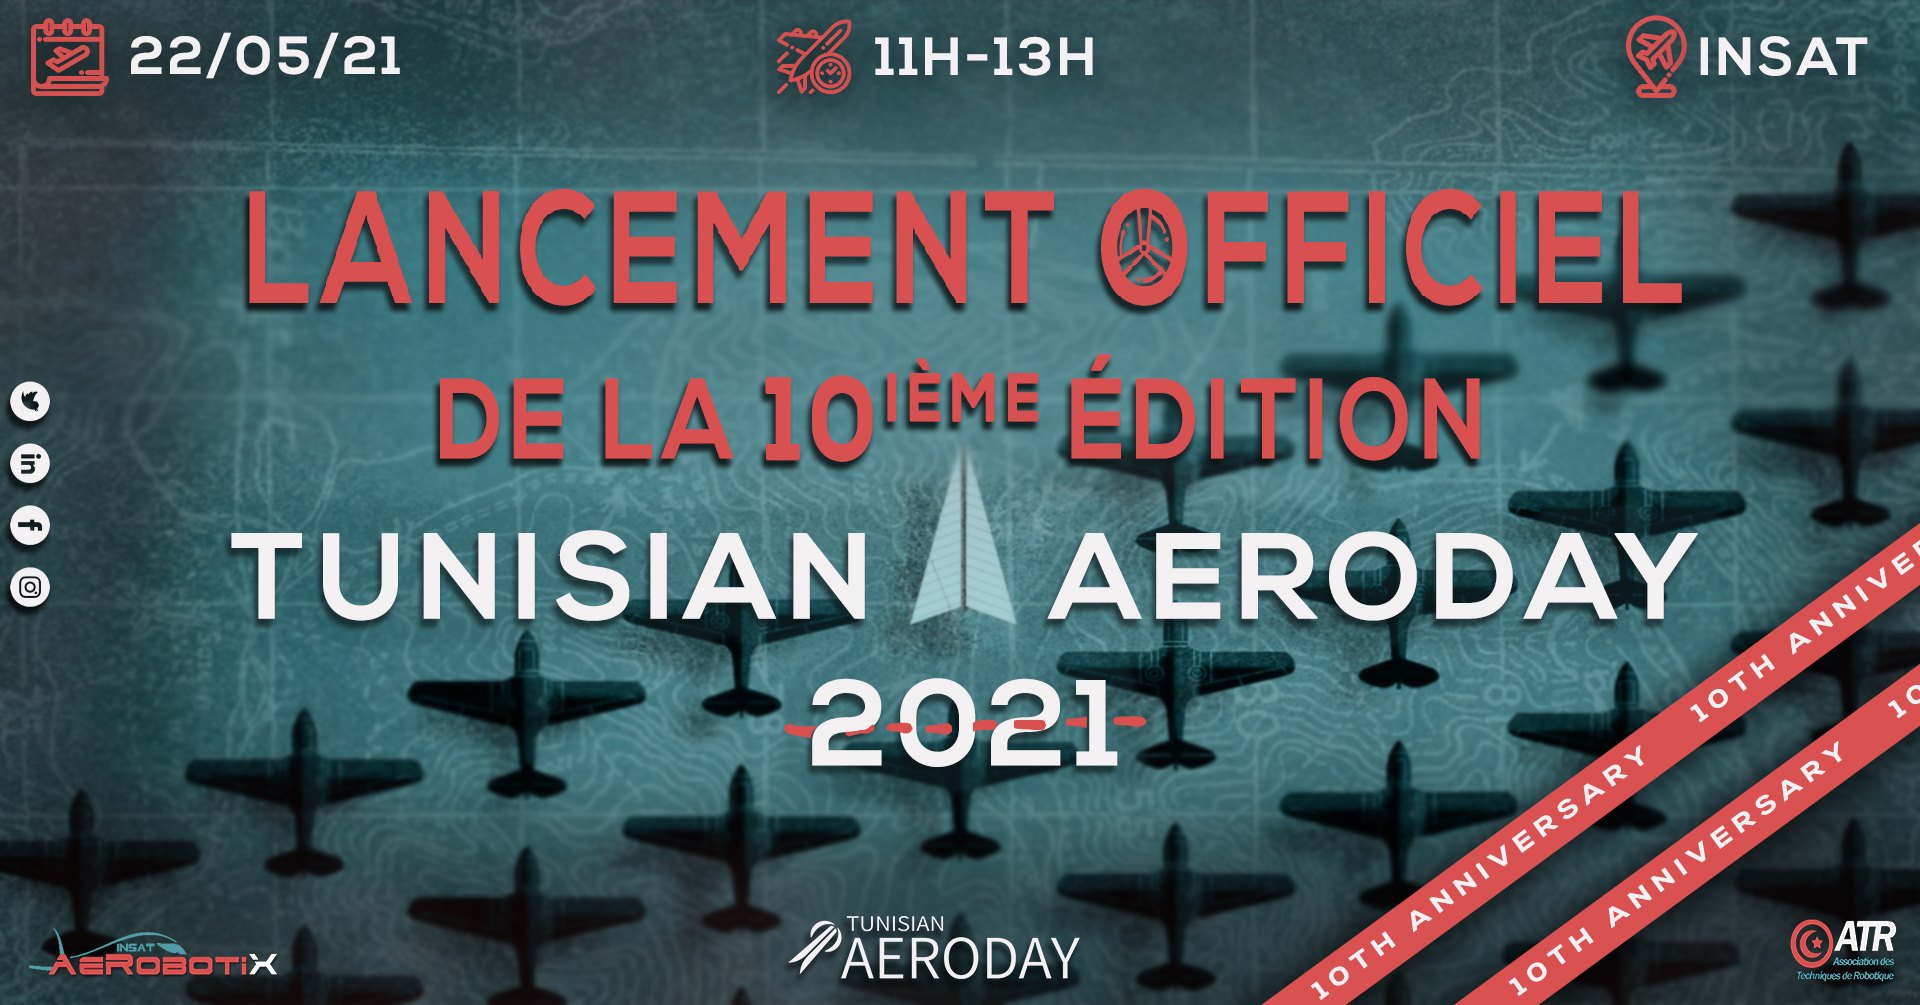 22/05/21
11H-13H
INSAT
LANCEMENT OFFICIEL
DE LA 10IÈME ÉDITION
TUNISIAN AERODAY
2021
10TH ANNIVERSARY 10TH ANNIVE
10TH ANNIVERSARY 10
INSAT
AEROBOTIX
TUNISIAN
AERODAY
ATR
Association des
Techniques de Robotique